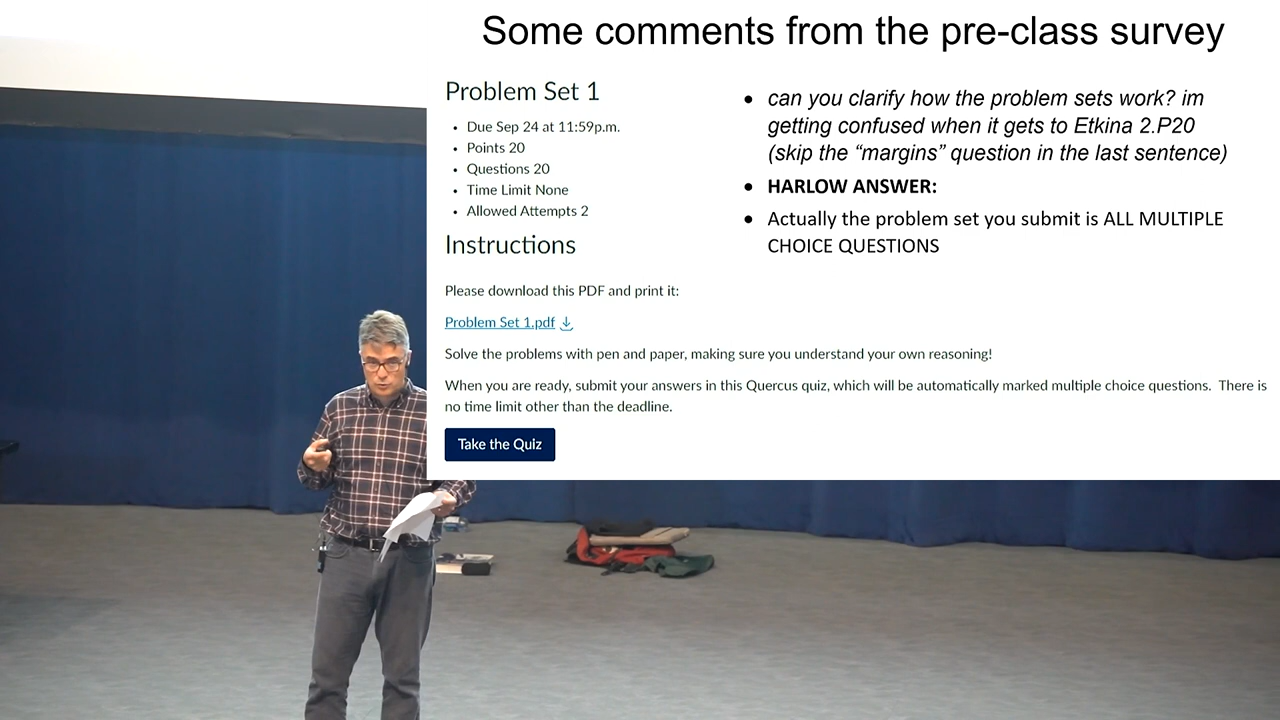 Some comments from the pre-class survey
Problem Set 1
• Due Sep 24 at 11:59p.m.
• Points 20
• Questions 20
• Time Limit None
• Allowed Attempts 2
Instructions
Please download this PDF and print it:
Problem Set 1.pdf
Solve the problems with pen and paper, making sure you understand your own reasoning!
When you are ready, submit your answers in this Quercus quiz, which will be automatically marked multiple choice questions. There is
no time limit other than the deadline.
Take the Quiz
• can you clarify how the problem sets work? im
getting confused when it gets to Etkina 2.P20
(skip the “margins” question in the last sentence)
• HARLOW ANSWER:
• Actually the problem set you submit is ALL MULTIPLE
CHOICE QUESTIONS